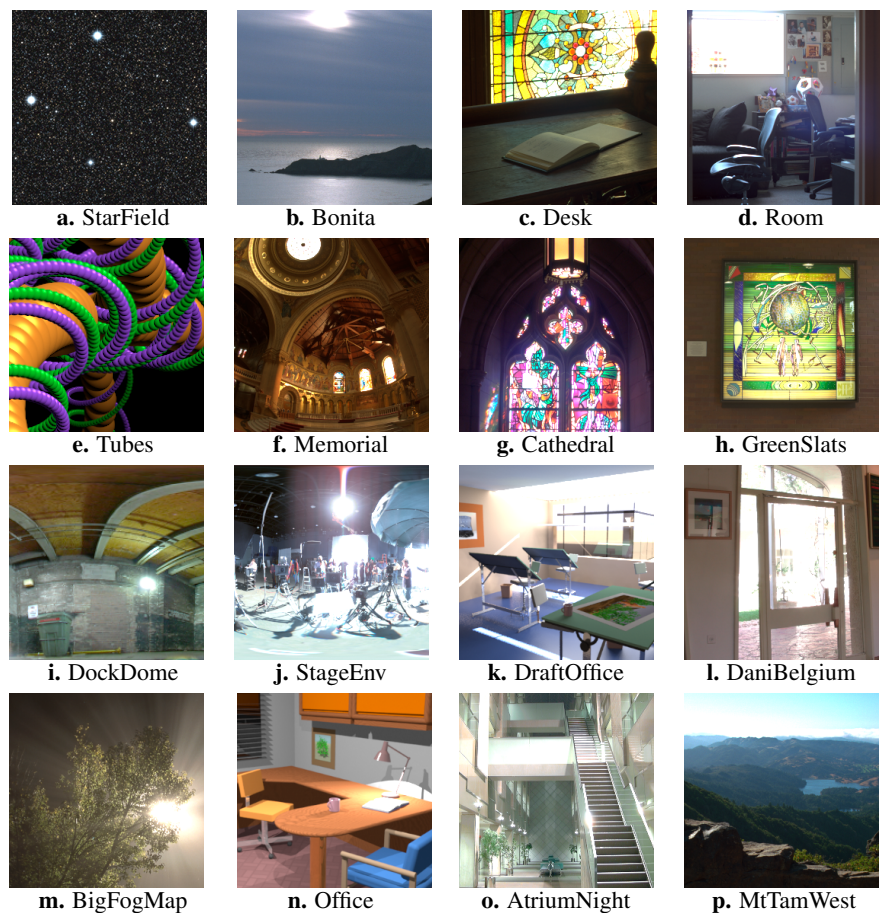 a. StarField
b. Bonita
c. Desk
d. Room
e. Tubes
f. Memorial
g. Cathedral
h. GreenSlats
i. DockDome
j. StageEnv
k. DraftOffice
l. DaniBelgium
m. BigFogMap
n. Office
o. AtriumNight
p. MtTamWest